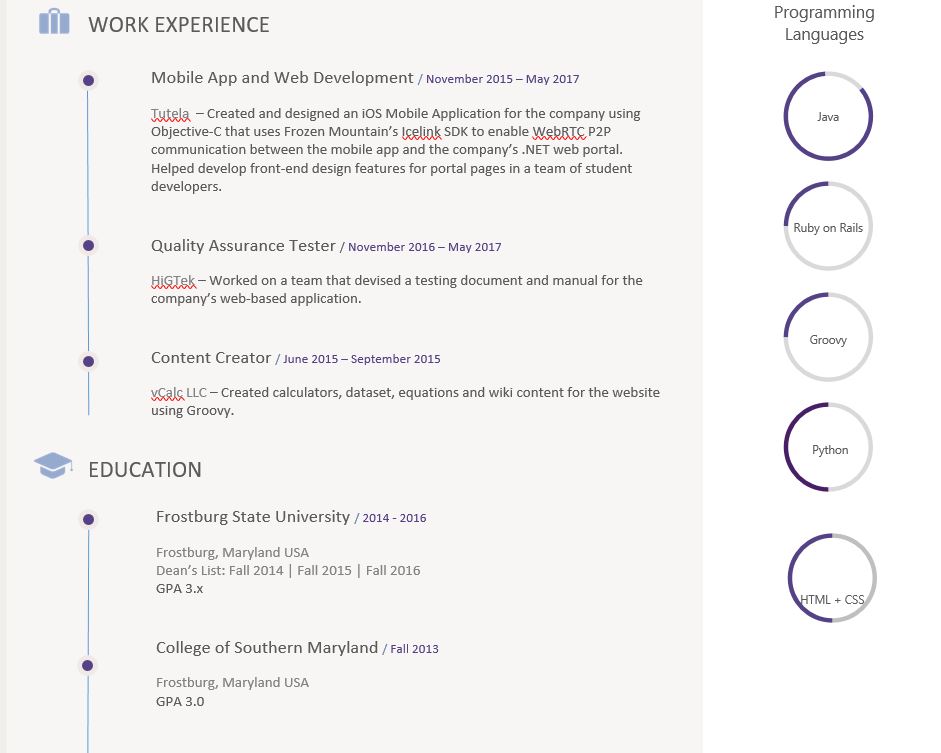 WORK EXPERIENCE
Mobile App and Web Development / November 2015 – May 2017
Tutela – Created and designed an iOS Mobile Application for the company using
Objective-C that uses Frozen Mountain's Icelink SDK to enable WebRTC P2P
communication between the mobile app and the company's .NET web portal.
Helped develop front-end design features for portal pages in a team of student
developers.
Quality Assurance Tester / November 2016 – May 2017
HiGTek – Worked on a team that devised a testing document and manual for the
company's web-based application.
Content Creator / June 2015 – September 2015
vCalc LLC – Created calculators, dataset, equations and wiki content for the website
using Groovy.
EDUCATION
Frostburg State University / 2014 - 2016
Frostburg, Maryland USA
Dean's List: Fall 2014 | Fall 2015 | Fall 2016
GPA 3.x
College of Southern Maryland / Fall 2013
Frostburg, Maryland USA
GPA 3.0
Programming
Languages
Java
Ruby on Rails
Groovy
Python
HTML + CSS